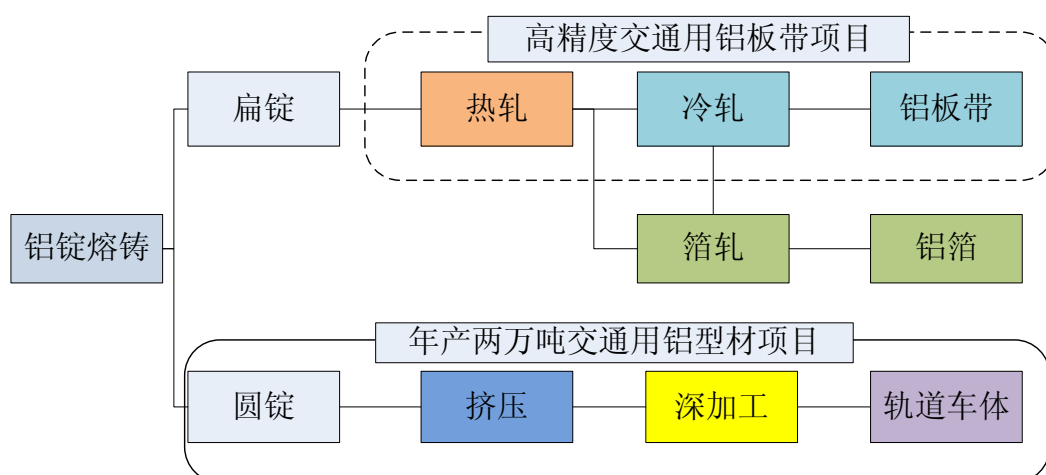 高精度交通用铝板带项目
扁锭
热轧
冷轧
铝板带
铝锭熔铸
箔轧
铝箔
年产两万吨交通用铝型材项目
圆锭
挤压
深加工
轨道车体